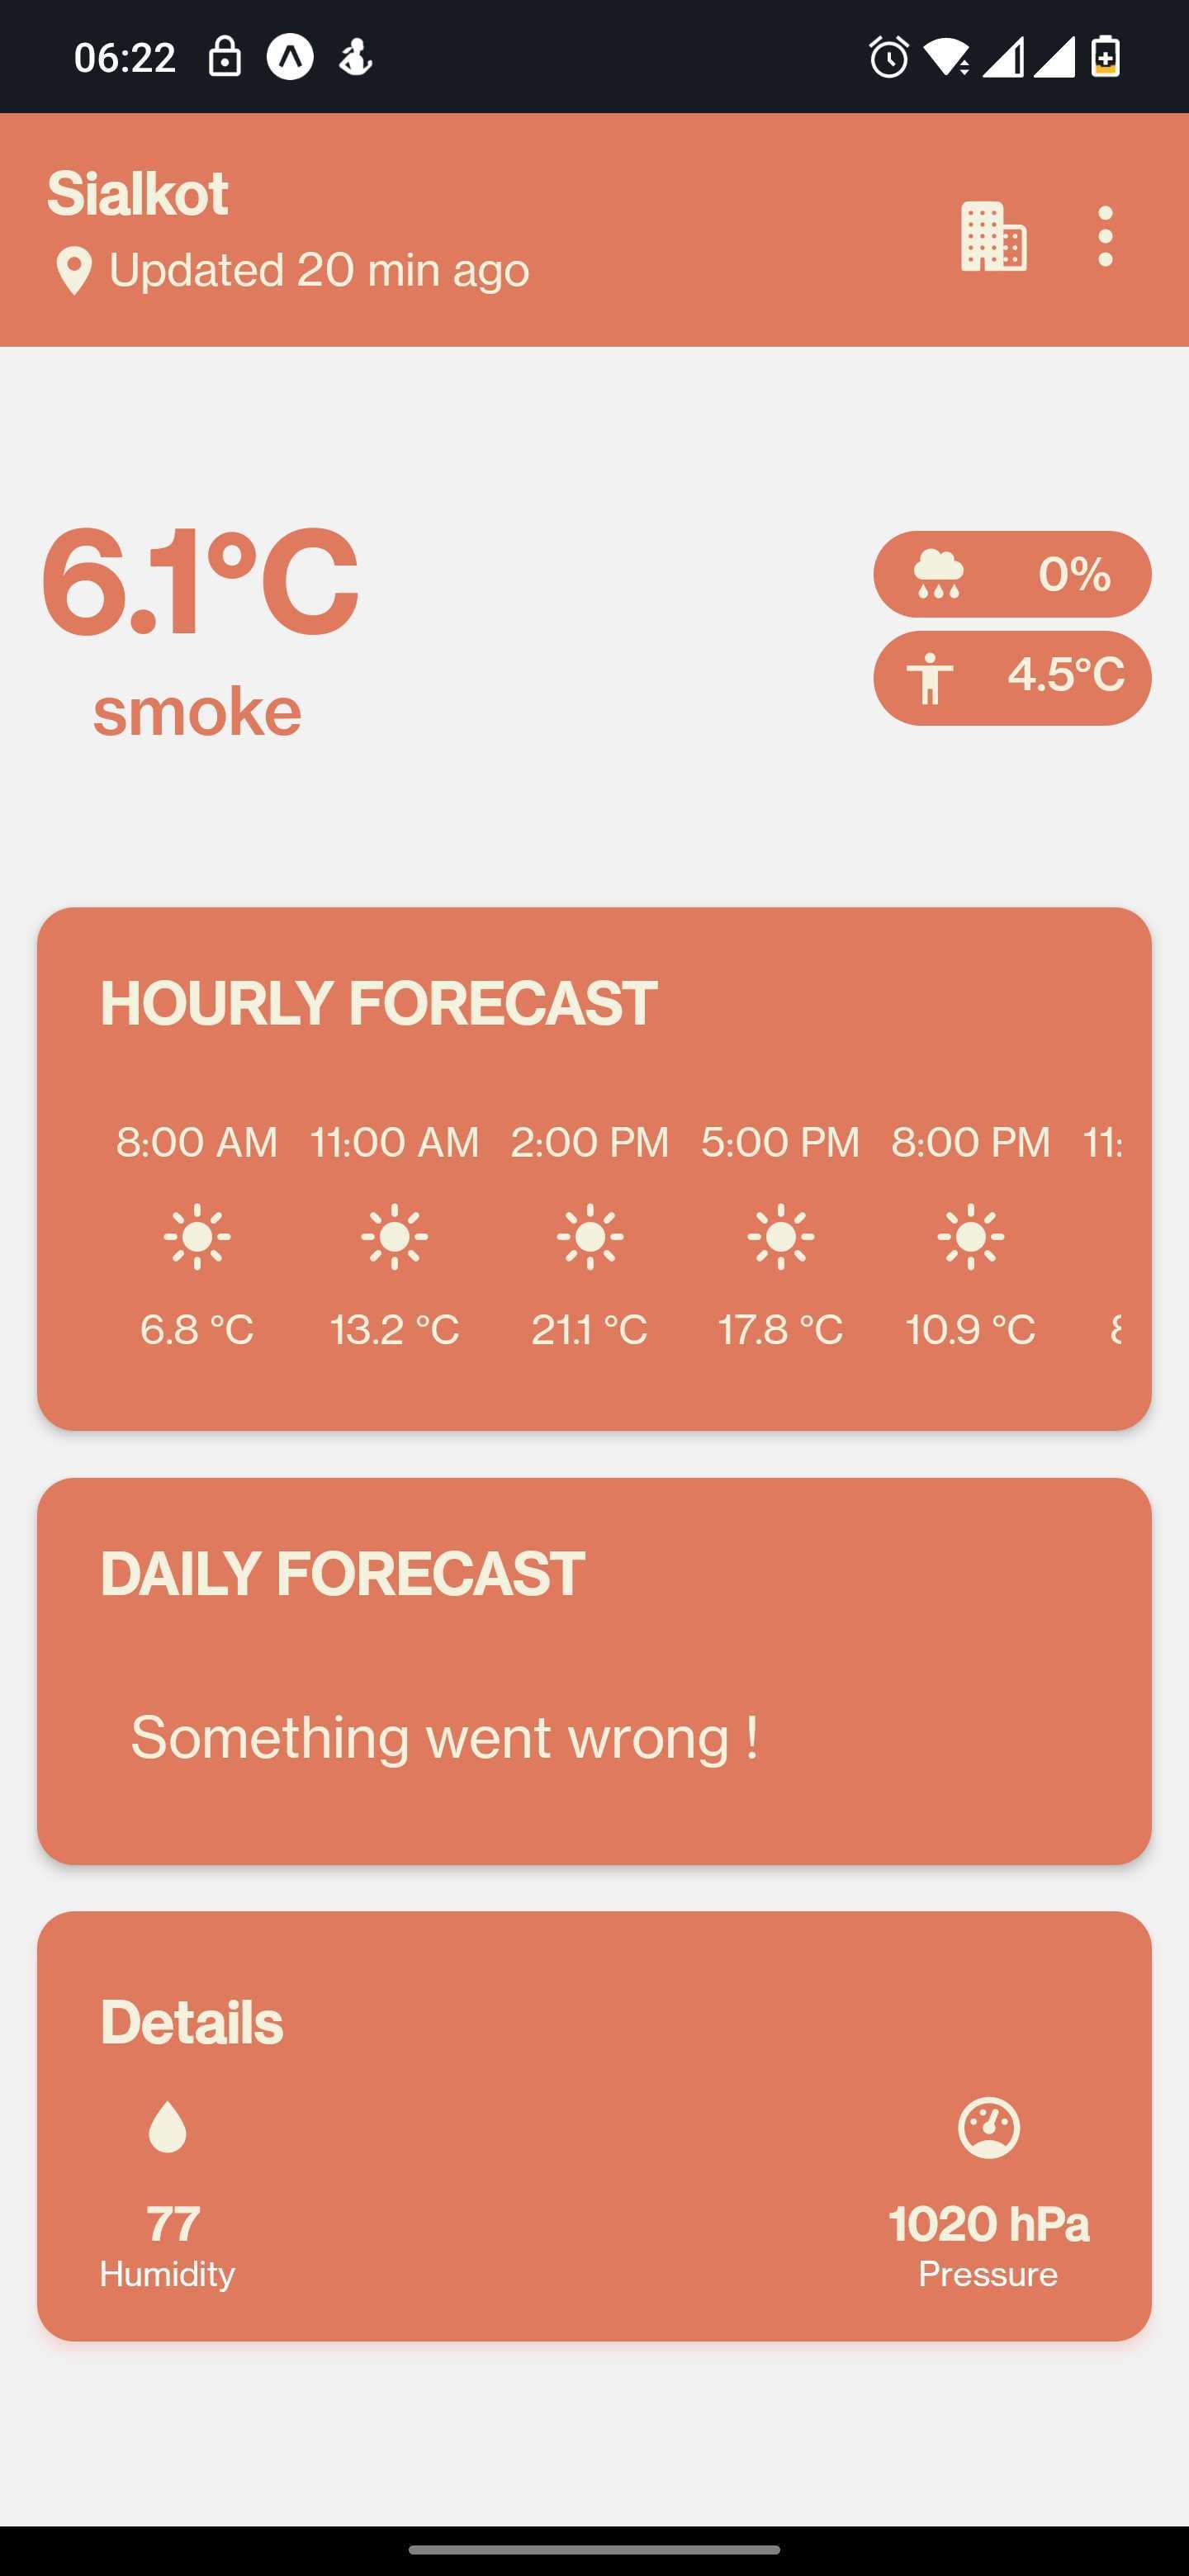 06:22
Sialkot
Updated 20 min ago
6.1°C
smoke
0%
4.5°C
HOURLY FORECAST
8:00 AM 11:00 AM 2:00 PM 5:00 PM 8:00 PM 11:
6.8 °C 13.2 °C 21.1 °C 17.8 °C 10.9 °C
DAILY FORECAST
Something went wrong !
Details
77 1020 hPa
Humidity Pressure